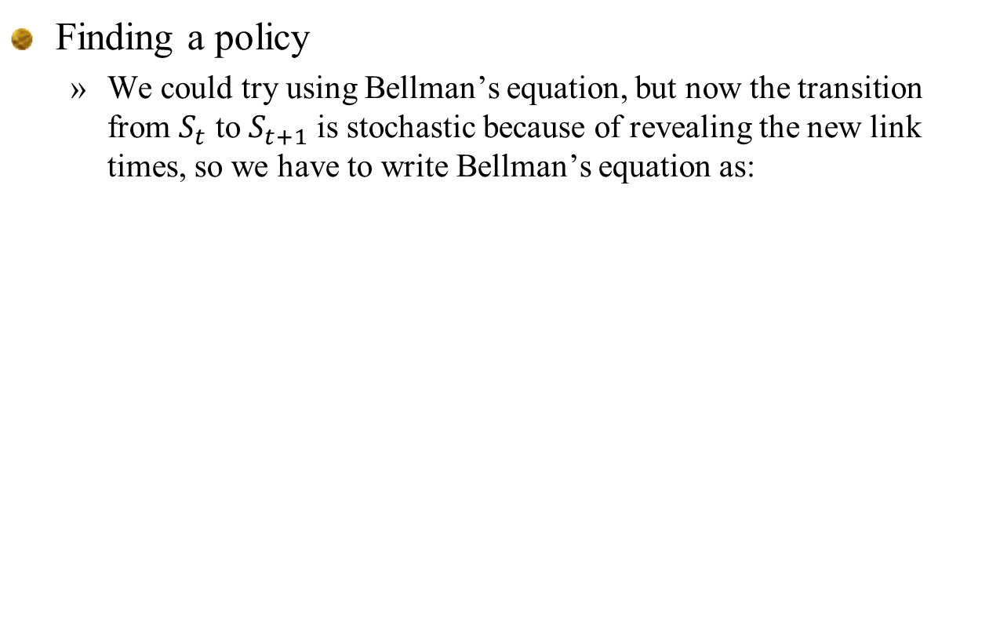 Finding a policy
» We could try using Bellman's equation, but now the transition
from $S_t$ to $S_{t+1}$ is stochastic because of revealing the new link
times, so we have to write Bellman's equation as: